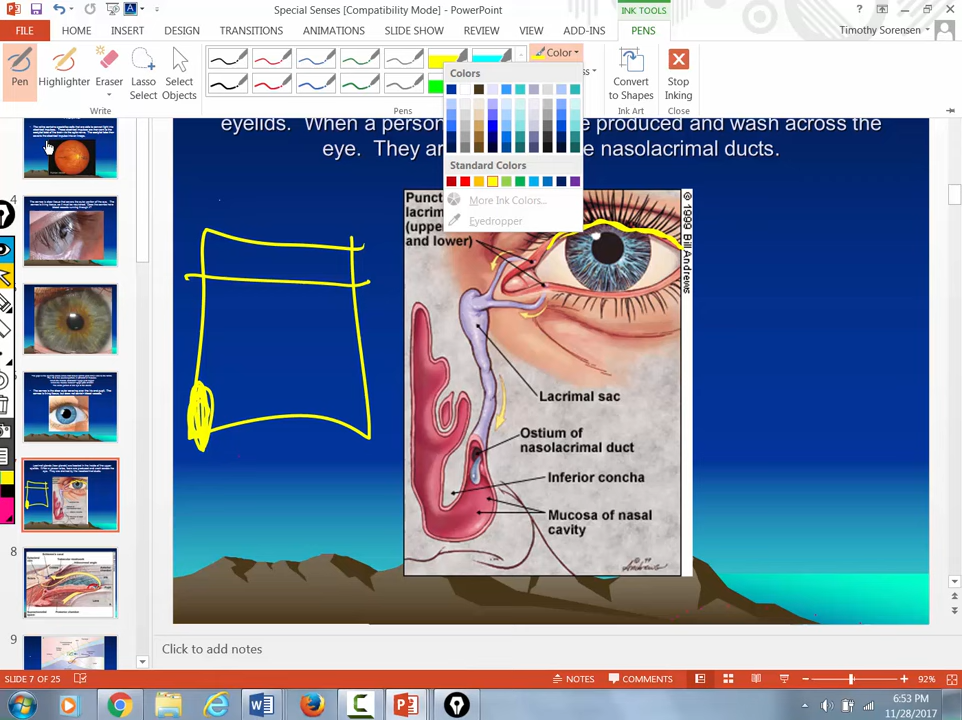 Special Senses [Compatibility Mode] - PowerPoint
INK TOOLS
FILE HOME INSERT DESIGN TRANSITIONS ANIMATIONS SLIDE SHOW REVIEW VIEW ADD-INS PENS
Timothy Sorensen
Pen
Highlighter
Eraser
Lasso
Select
Select
Objects
Color
Convert
to Shapes
Stop
Inking
Write
Pens
Ink Art
Close
Colors
Standard Colors
More Ink Colors...
Eyedropper
eyelids. When a person
e produced and wash across the
eye. They ar
e nasolacrimal ducts.
Punct
lacrim
(uppe
and lower)
© 1999 Bill Andrews
Lacrimal sac
Ostium of
nasolacrimal duct
Inferior concha
Mucosa of nasal
cavity
4
8
9
Click to add notes
SLIDE 7 OF 25
NOTES
COMMENTS
92%
6:53 PM
11/28/2017